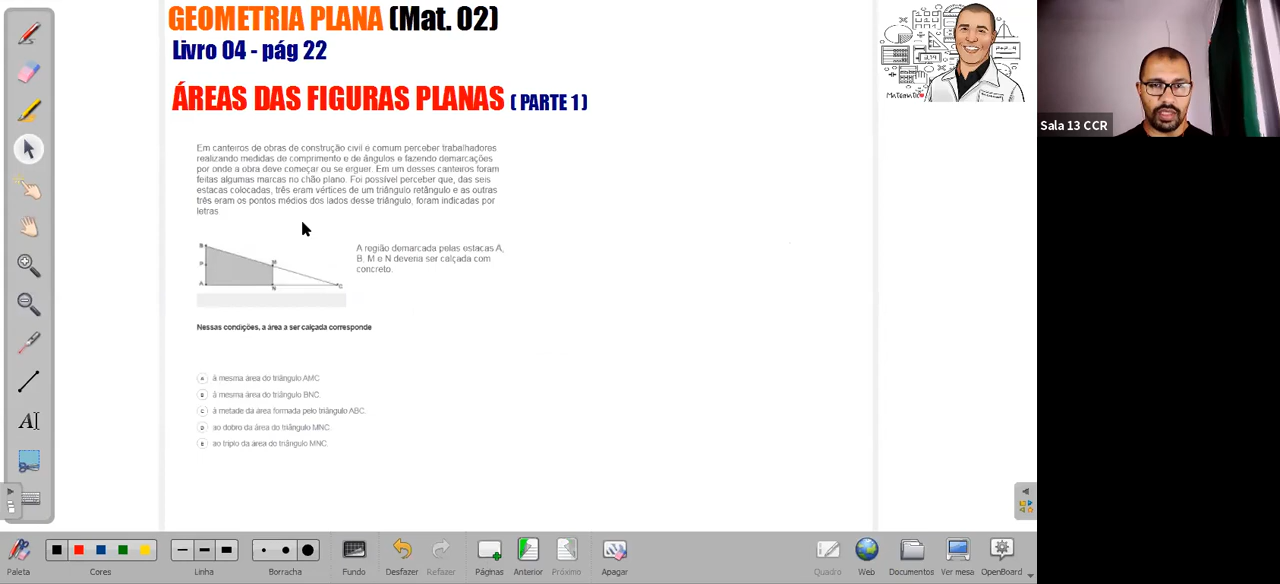 GEOMETRIA PLANA (Mat. 02)
Livro 04 - pág 22
ÁREAS DAS FIGURAS PLANAS ( PARTE 1 )
Sala 13 CCR
Em canteiros de obras de construção civil e comum perceber trabalhadores
realizando medidas de comprimento e de ângulos e fazendo demarcações
por onde a obra deve começar ou se erguer. Em um desses canteiros foram
feitas algumas marcas no chão plano. Foi possível perceber que, das seis
estacas colocadas, três eram vértices de um triângulo retângulo e as outras
três eram os pontos médios dos lados desse triângulo, foram indicadas por
letras
B
P
A
M
N
C
A região demarcada pelas estacas A,
B, M e N deveria ser calçada com
concreto.
Nessas condições, a área a ser calçada corresponde
A à mesma área do triângulo AMC
B à mesma área do triângulo BNC
C à metade da área formada pelo triângulo ABC.
D ao dobro da área do triângulo MNC.
E ao triplo da área do triângulo MNC.
Paleta
Cores
Linha
Borracha
Fundo
Desfazer
Refazer
Páginas
Anterior
Próximo
Apagar
Quadro
Web
Documentos
Ver mesa
OpenBoard